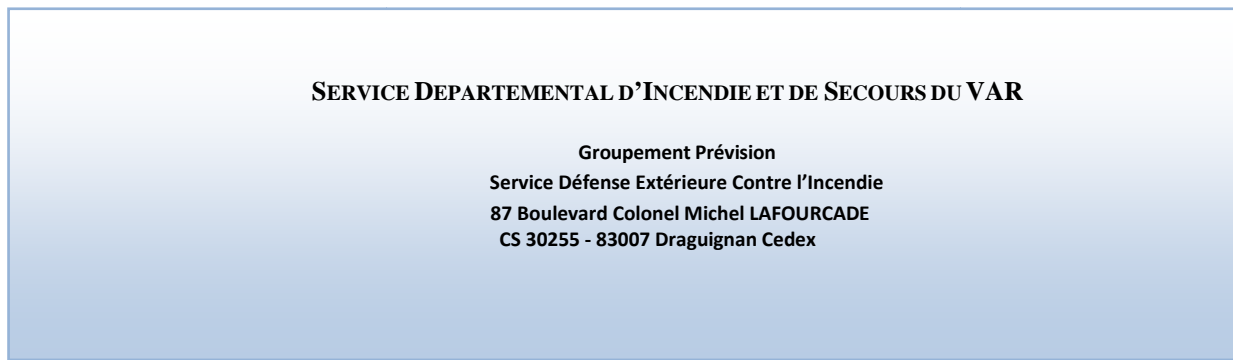 SERVICE DEPARTEMENTAL D’INCENDIE ET DE SECOURS DU VAR
Groupement Prévision
Service Défense Extérieure Contre l’Incendie
87 Boulevard Colonel Michel LAFOURCADE
CS 30255 - 83007 Draguignan Cedex